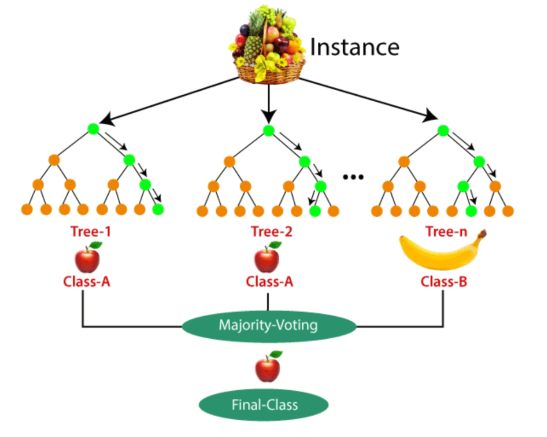 Instance
...
Tree-1 Tree-2 Tree-n
Class-A Class-A Class-B
Majority-Voting
Final-Class